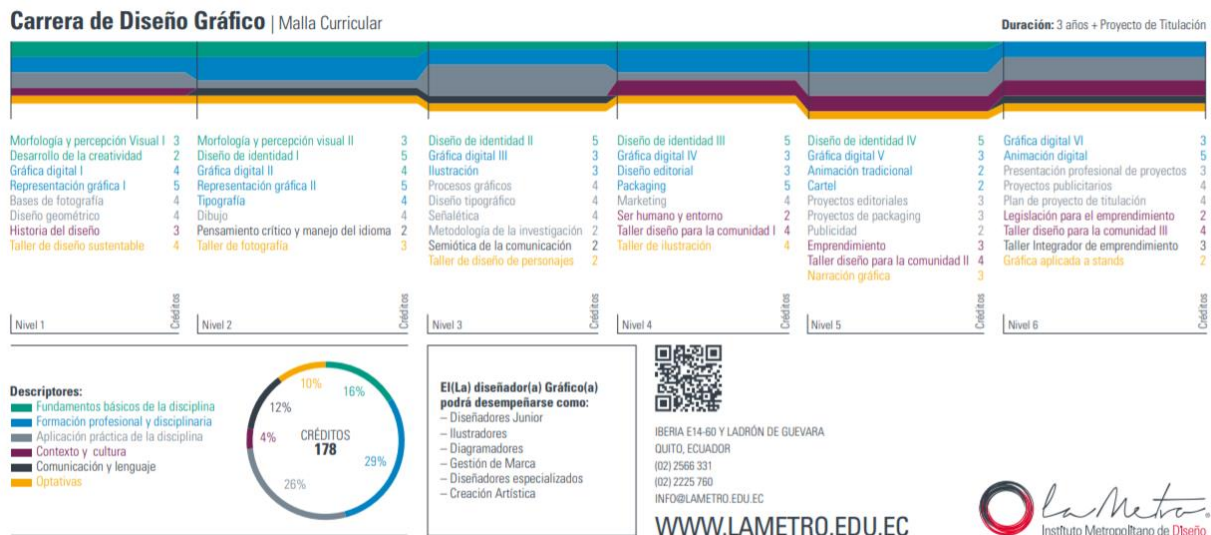 Carrera de Diseño Gráfico | Malla Curricular
Duración: 3 años + Proyecto de Titulación
Morfología y percepción Visual I 3
Desarrollo de la creatividad 2
Gráfica digital I 4
Representación gráfica I 5
Bases de fotografía 4
Diseño geométrico 4
Historia del diseño 3
Taller de diseño sustentable 4
Créditos
Nivel 1
Morfología y percepción visual II 3
Diseño de identidad I 5
Gráfica digital II 4
Representación gráfica II 5
Tipografía 4
Dibujo 4
Pensamiento crítico y manejo del idioma 2
Taller de fotografía 3
Créditos
Nivel 2
Diseño de identidad II 5
Gráfica digital III 3
Ilustración 3
Procesos gráficos 4
Diseño tipográfico 4
Señalética 4
Metodología de la investigación 2
Semiótica de la comunicación 2
Taller de diseño de personajes 2
Créditos
Nivel 3
Diseño de identidad III 5
Gráfica digital IV 3
Diseño editorial 3
Packaging 5
Marketing 4
Ser humano y entorno 2
Taller diseño para la comunidad I 4
Taller de ilustración 4
Créditos
Nivel 4
Diseño de identidad IV 5
Gráfica digital V 3
Animación tradicional 2
Cartel 2
Proyectos editoriales 3
Proyectos de packaging 3
Publicidad 2
Emprendimiento 3
Taller diseño para la comunidad II 4
Narración gráfica 3
Créditos
Nivel 5
Gráfica digital VI 3
Animación digital 5
Presentación profesional de proyectos 3
Proyectos publicitarios 4
Plan de proyecto de titulación 4
Legislación para el emprendimiento 2
Taller diseño para la comunidad III 4
Taller Integrador de emprendimiento 3
Gráfica aplicada a stands 2
Créditos
Nivel 6
Descriptores:
Fundamentos básicos de la disciplina
Formación profesional y disciplinaria
Aplicación práctica de la disciplina
Contexto y cultura
Comunicación y lenguaje
Optativas
10%
16%
12%
4%
CRÉDITOS
178
29%
26%
El(La) diseñador(a) Gráfico(a)
podrá desempeñarse como:
– Diseñadores Junior
– Ilustradores
– Diagramadores
– Gestión de Marca
– Diseñadores especializados
– Creación Artística
IBERIA E14-60 Y LADRÓN DE GUEVARA
QUITO, ECUADOR
(02) 2566 331
(02) 2225 760
INFO@LAMETRO.EDU.EC
WWW.LAMETRO.EDU.EC
la Metro®
Instituto Metropolitano de Diseño